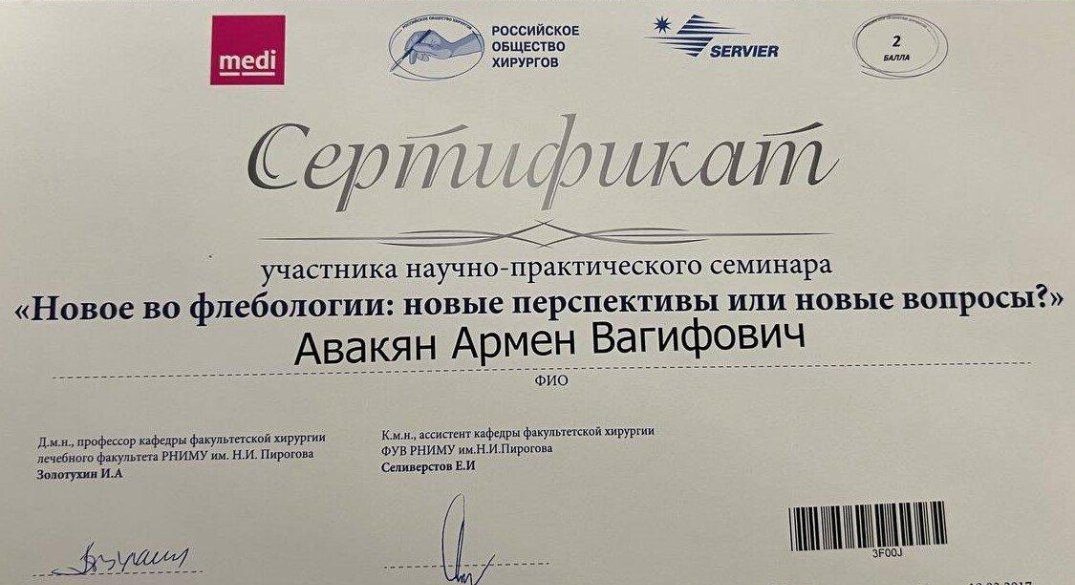 medi
РОССИЙСКОЕ
ОБЩЕСТВО
ХИРУРГОВ
SERVIER
2
БАЛЛА
Сертификат
участника научно-практического семинара
«Новое во флебологии: новые перспективы или новые вопросы?»
Авакян Армен Вагифович
ФИО
Д.м.н., профессор кафедры факультетской хирургии
лечебного факультета РНИМУ им. Н.И. Пирогова
Золотухин И.А
К.м.н., ассистент кафедры факультетской хирургии
ФУВ РНИМУ им.Н.И.Пирогова
Селиверстов Е.И
3F00J